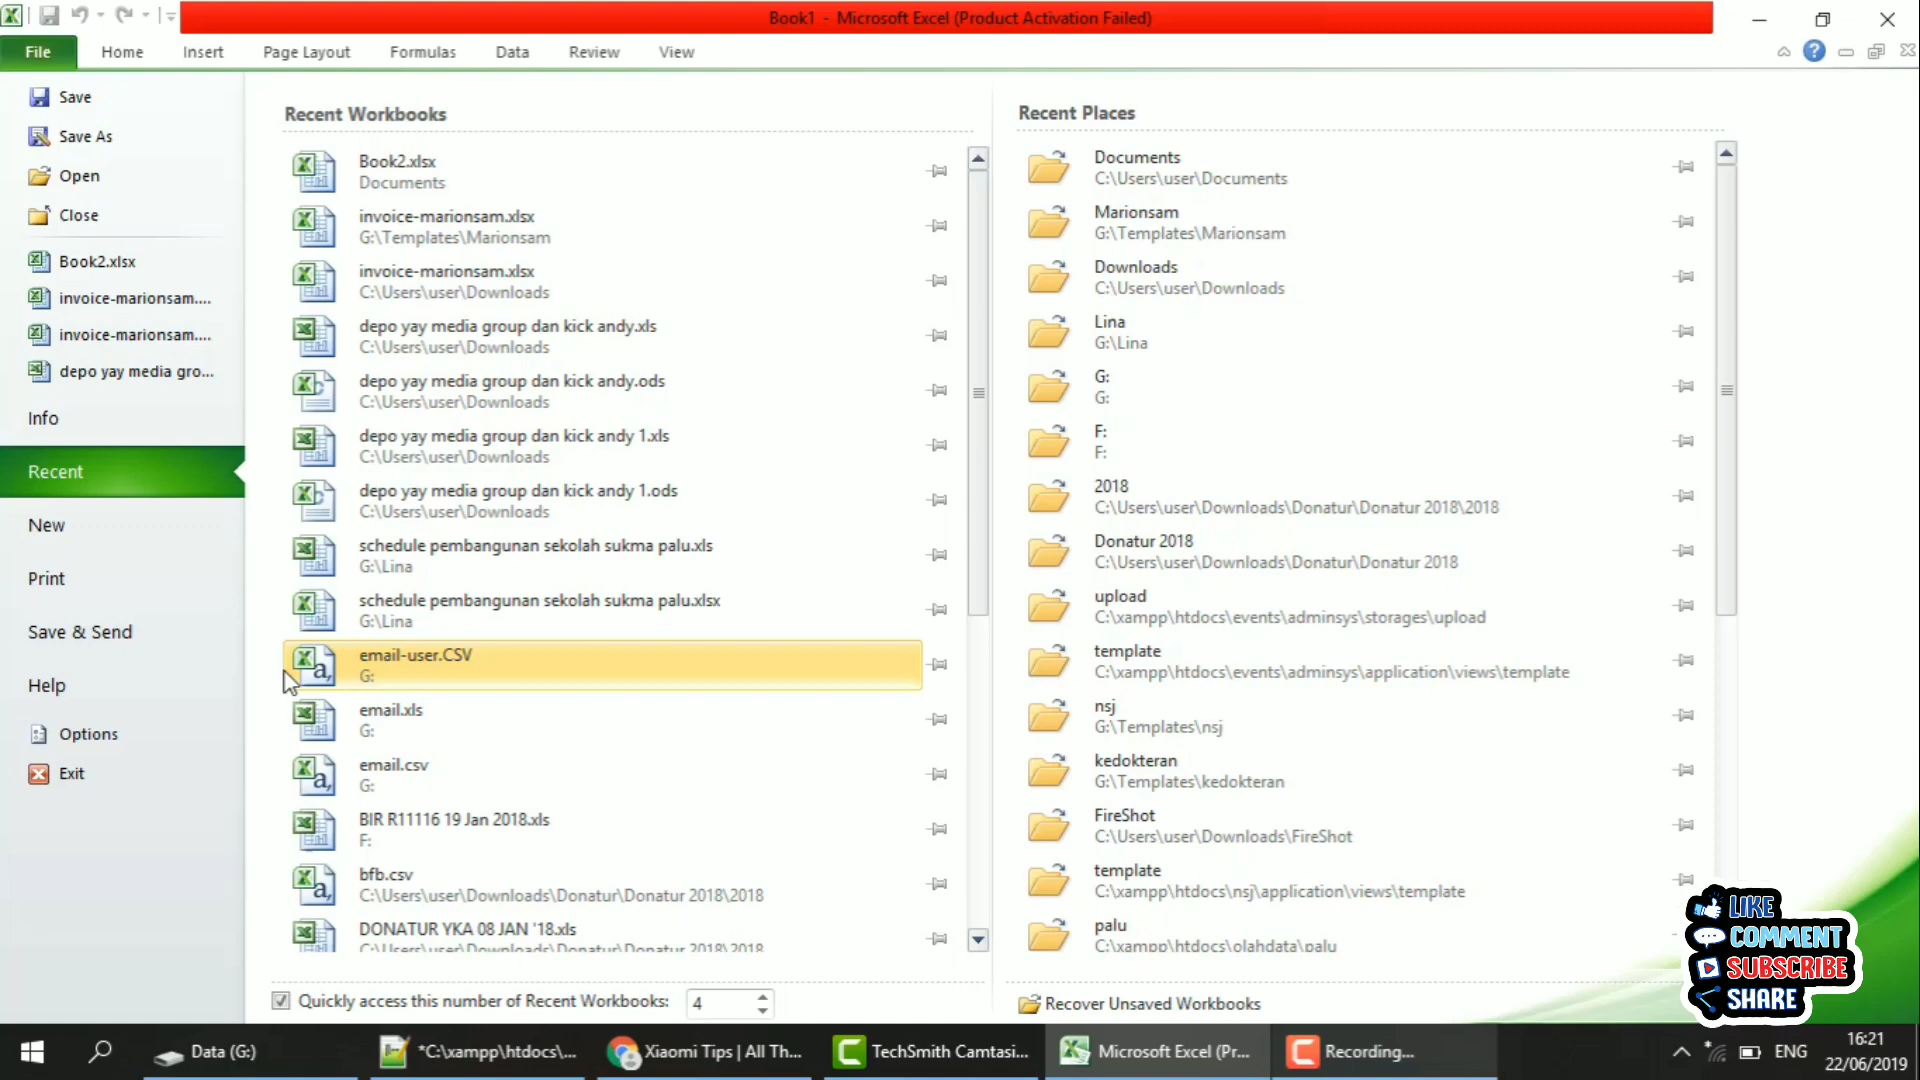 Book1 - Microsoft Excel (Product Activation Failed)
File Home Insert Page Layout Formulas Data Review View
Save
Save As
Open
Close
Book2.xlsx
invoice-marionsam....
invoice-marionsam....
depo yay media gro...
Info
Recent
New
Print
Save & Send
Help
Options
Exit
Recent Workbooks
Book2.xlsx
Documents
invoice-marionsam.xlsx
G:\Templates\Marionsam
invoice-marionsam.xlsx
C:\Users\user\Downloads
depo yay media group dan kick andy.xls
C:\Users\user\Downloads
depo yay media group dan kick andy.ods
C:\Users\user\Downloads
depo yay media group dan kick andy 1.xls
C:\Users\user\Downloads
depo yay media group dan kick andy 1.ods
C:\Users\user\Downloads
schedule pembangunan sekolah sukma palu.xls
G:\Lina
schedule pembangunan sekolah sukma palu.xlsx
G:\Lina
email-user.CSV
G:
email.xls
G:
email.csv
G:
BIR R11116 19 Jan 2018.xls
F:
bfb.csv
C:\Users\user\Downloads\Donatur\Donatur 2018\2018
DONATUR YKA 08 JAN '18.xls
C:\Users\user\Downloads\Donatur\Donatur 2018\2018
Quickly access this number of Recent Workbooks: 4
Recent Places
Documents
C:\Users\user\Documents
Marionsam
G:\Templates\Marionsam
Downloads
C:\Users\user\Downloads
Lina
G:\Lina
G:
G:
F:
F:
2018
C:\Users\user\Downloads\Donatur\Donatur 2018\2018
Donatur 2018
C:\Users\user\Downloads\Donatur\Donatur 2018
upload
C:\xampp\htdocs\events\adminsys\storages\upload
template
C:\xampp\htdocs\events\adminsys\application\views\template
nsj
G:\Templates\nsj
kedokteran
G:\Templates\kedokteran
FireShot
C:\Users\user\Downloads\FireShot
template
C:\xampp\htdocs\nsj\application\views\template
palu
C:\xampp\htdocs\olahdata\palu
Recover Unsaved Workbooks
LIKE
COMMENT
SUBSCRIBE
SHARE
Data (G:) *C:\xampp\htdocs\... Xiaomi Tips | All Th... TechSmith Camtasi... Microsoft Excel (Pr... Recording... ENG
16:21
22/06/2019